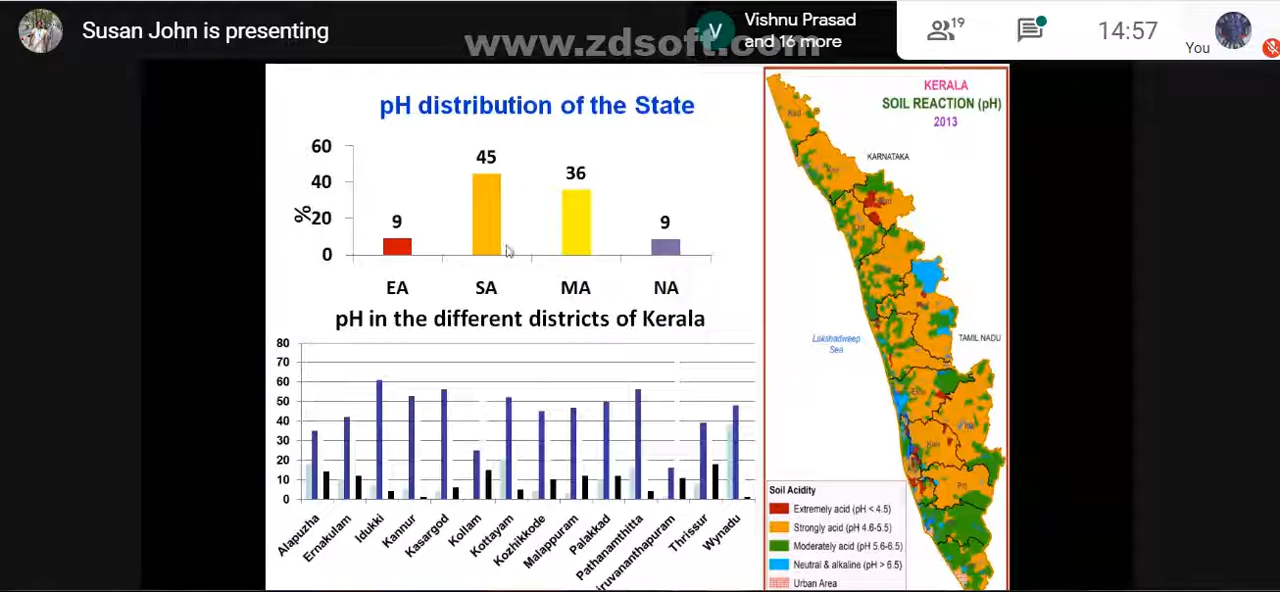 Susan John is presenting
www.zdsoft.com
V
Vishnu Prasad
and 16 more
19
14:57
You
pH distribution of the State
%
60
40
20
0
9
45
36
9
EA
SA
MA
NA
pH in the different districts of Kerala
80
70
60
50
40
30
20
10
0
Alapuzha
Ernakulam
Idukki
Kannur
Kasargod
Kollam
Kottayam
Kozhikkode
Malappuram
Palakkad
Pathanamthitta
iruvananthapuram
Thrissur
Wynadu
KERALA
SOIL REACTION (pH)
2013
KARNATAKA
Lakshadweep
Sea
TAMIL NADU
Soil Acidity
Extremely acid (pH < 4.5)
Strongly acid (pH 4.6-5.5)
Moderately acid (pH 5.6-6.5)
Neutral & alkaline (pH > 6.5)
Urban Area